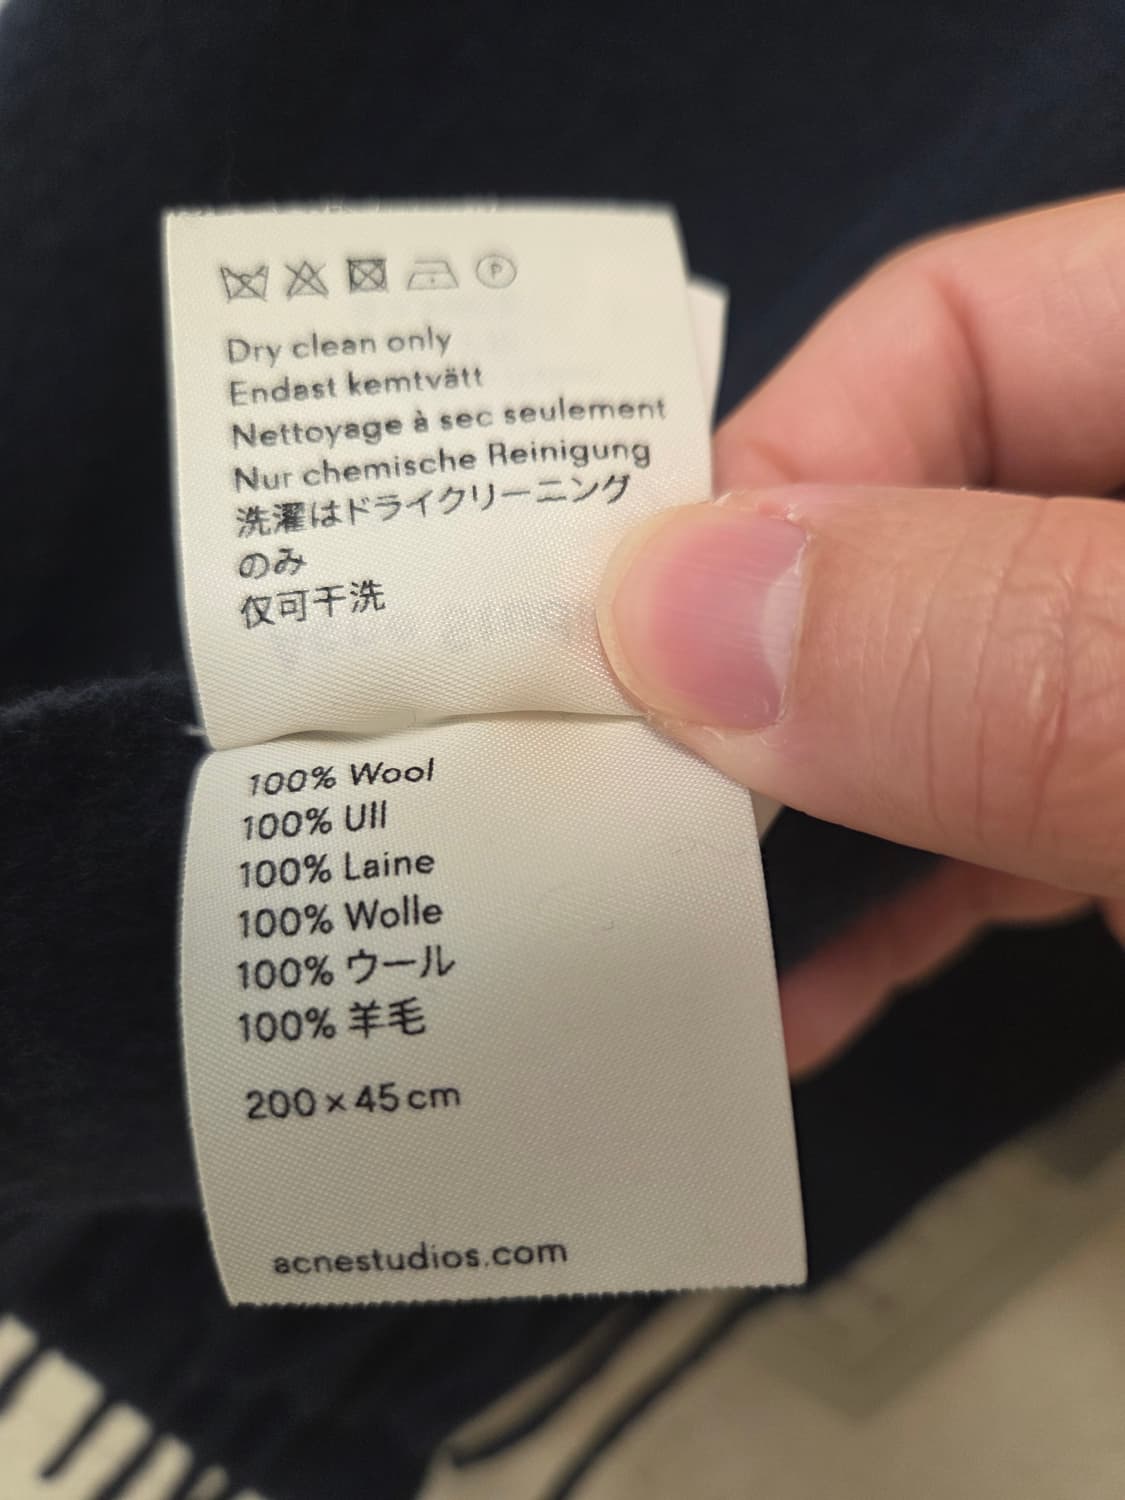 P
Dry clean only
Endast kemtvätt
Nettoyage à sec seulement
Nur chemische Reinigung
洗濯はドライクリーニング
のみ
仅可干洗
100% Wool
100% Ull
100% Laine
100% Wolle
100% ウール
100% 羊毛
200 × 45 cm
acnestudios.com